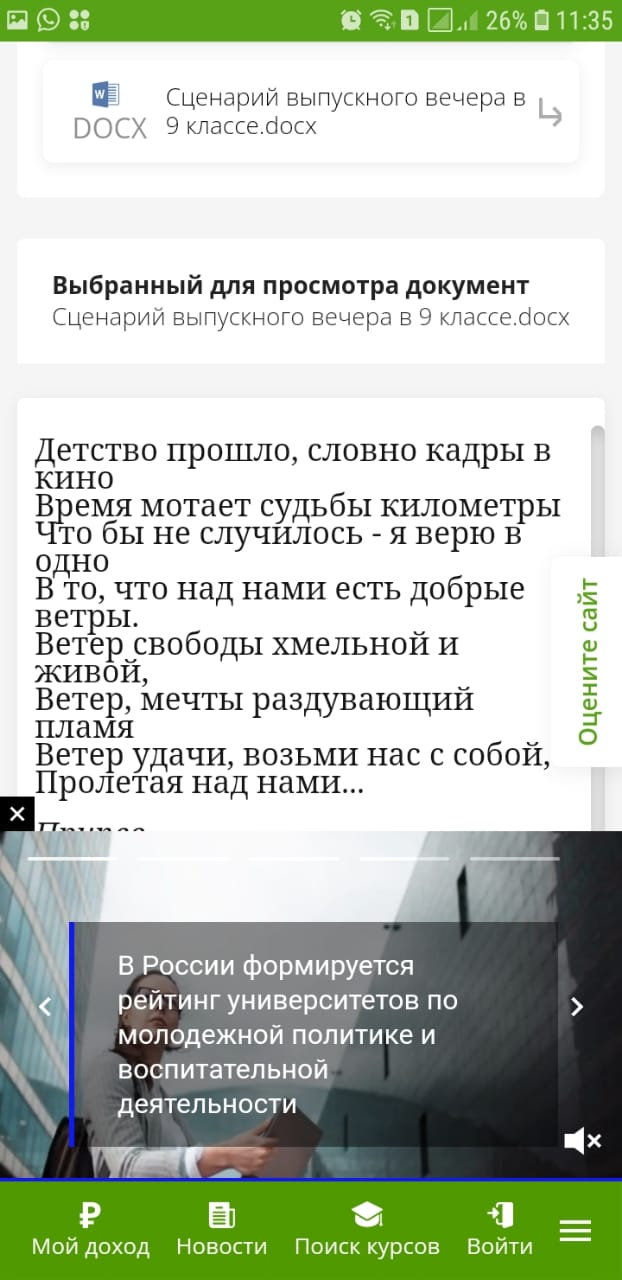 1 26% 11:35
W
DOCX
Сценарий выпускного вечера в
9 классе.docx
Выбранный для просмотра документ
Сценарий выпускного вечера в 9 классе.docx
Детство прошло, словно кадры в
кино
Время мотает судьбы километры
Что бы не случилось - я верю в
одно
В то, что над нами есть добрые
ветры.
Ветер свободы хмельной и
живой,
Ветер, мечты раздувающий
пламя
Ветер удачи, возьми нас с собой,
Пролетая над нами...
Оцените сайт
В России формируется
рейтинг университетов по
молодежной политике и
воспитательной
деятельности
Мой доход Новости Поиск курсов Войти